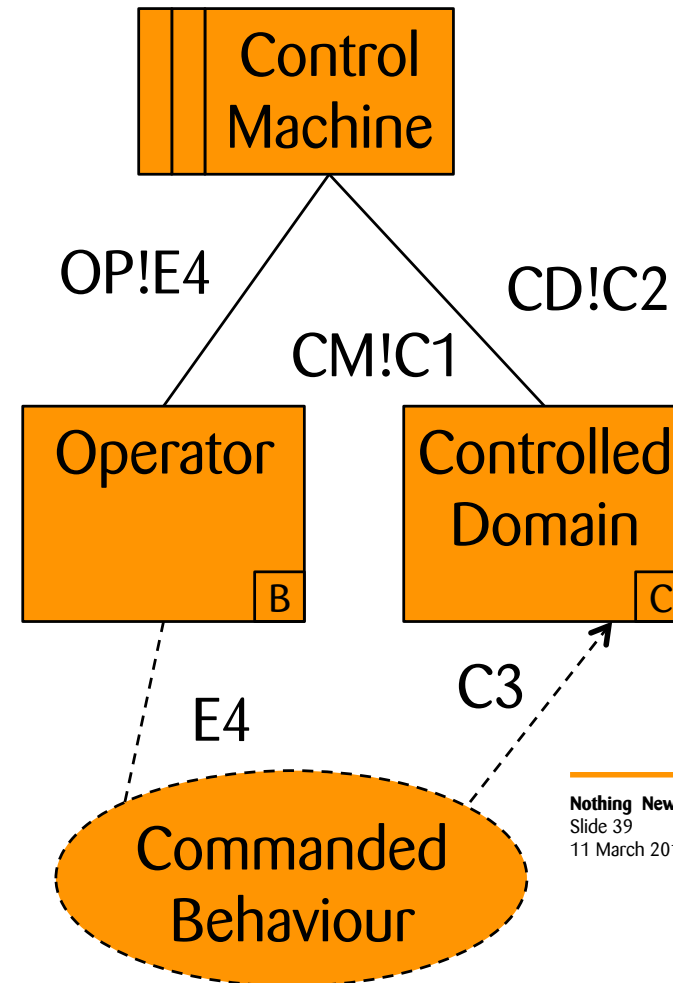 Control
Machine
OP!E4
CD!C2
CM!C1
Operator
B
Controlled
Domain
C
E4
C3
Commanded
Behaviour
Nothing New
Slide 39
11 March